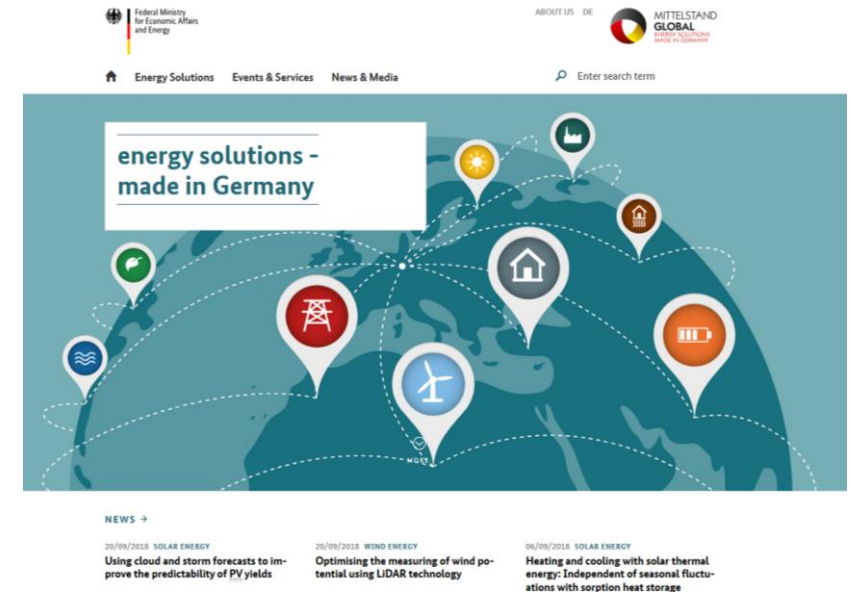 Federal Ministry
for Economic Affairs
and Energy
ABOUT US DE
MITTELSTAND
GLOBAL
ENERGY SOLUTIONS
MADE IN GERMANY
Energy Solutions Events & Services News & Media
Enter search term
energy solutions -
made in Germany
MORE
NEWS →
20/09/2018 SOLAR ENERGY
Using cloud and storm forecasts to im-
prove the predictability of PV yields
20/09/2018 WIND ENERGY
Optimising the measuring of wind po-
tential using LiDAR technology
06/09/2018 SOLAR ENERGY
Heating and cooling with solar thermal
energy: Independent of seasonal fluctu-
ations with sorption heat storage